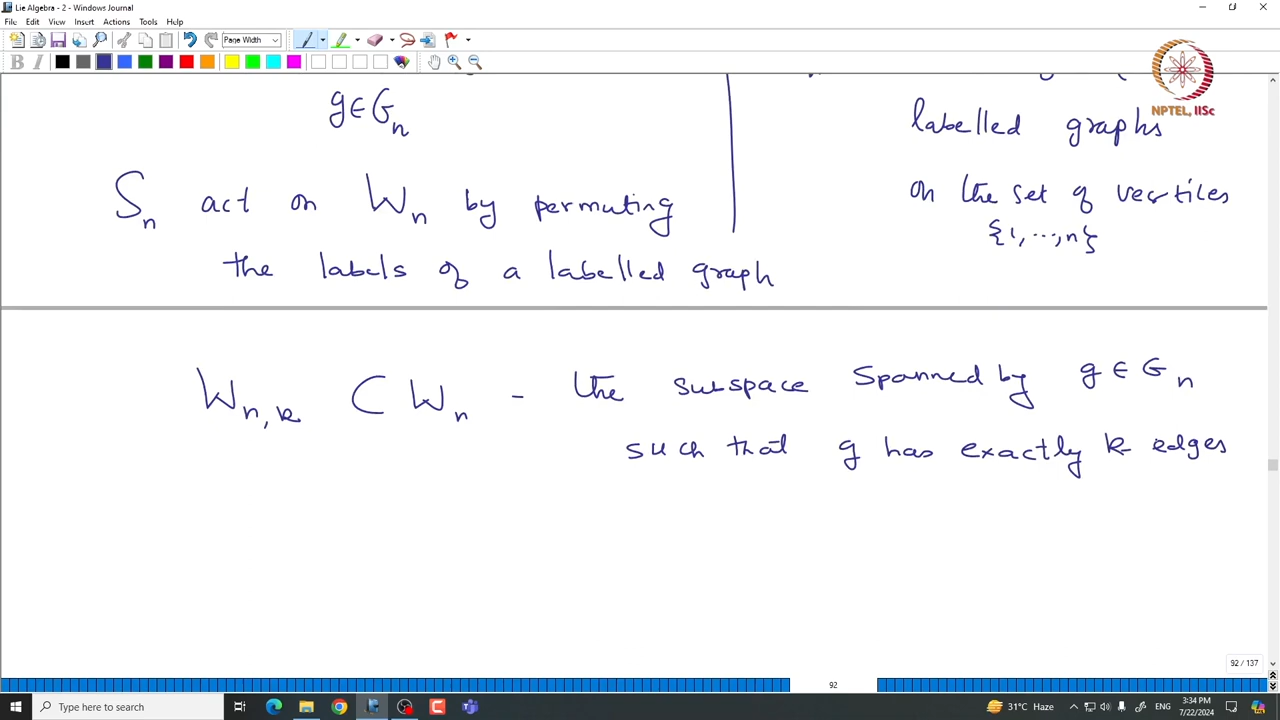 Lie Algebra - 2 - Windows Journal
File Edit View Insert Actions Tools Help
Page Width
NPTEL, IISc
g ∈ G_n
labelled graphs
S_n act on W_n by permuting
the labels of a labelled graph
on the set of vertices
{1, ..., n}
W_{n,k} ⊂ W_n - the subspace spanned by g ∈ G_n
such that g has exactly k edges
92 / 137
92
Type here to search
31°C Haze
ENG
3:34 PM
7/22/2024